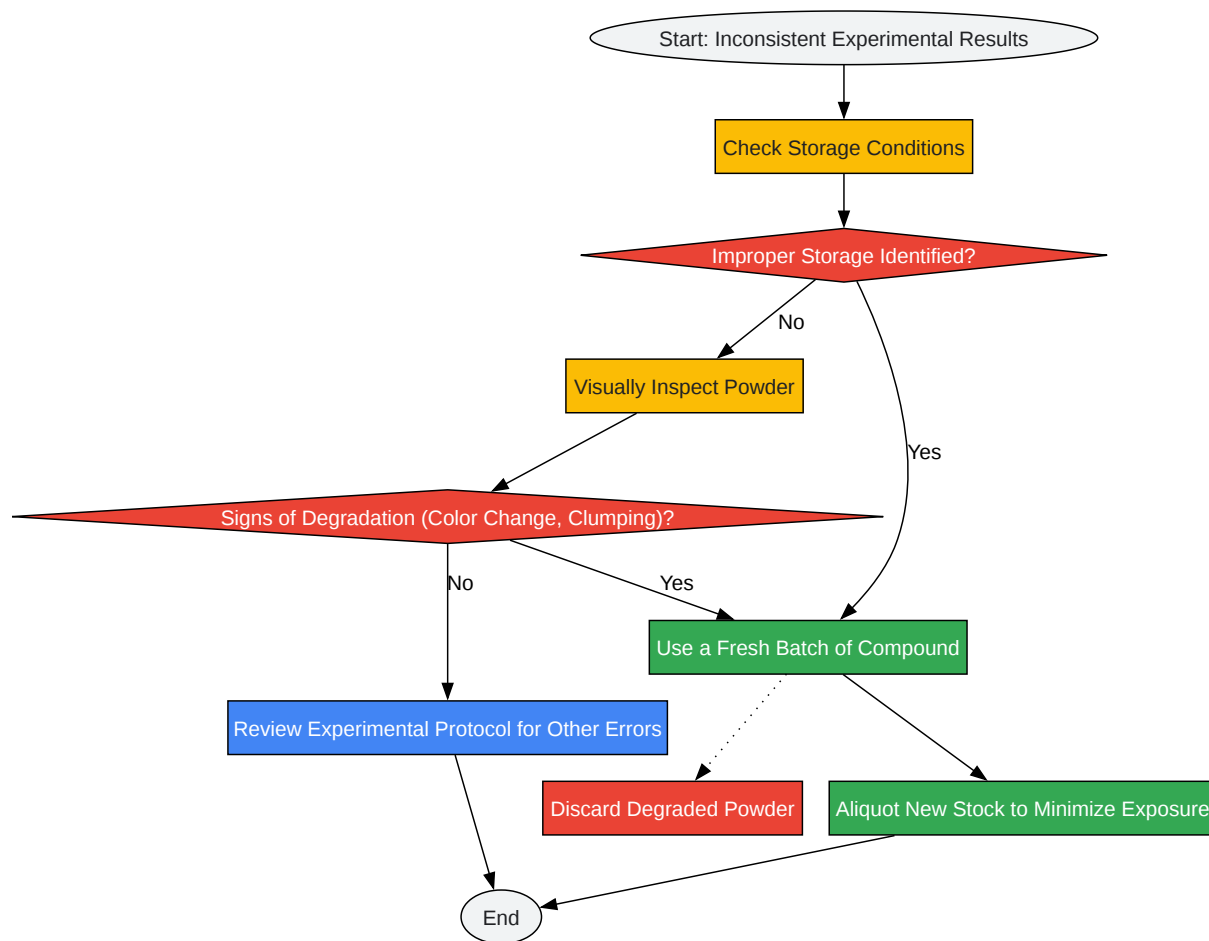 Start: Inconsistent Experimental Results
Check Storage Conditions
Improper Storage Identified?
No
Visually Inspect Powder
Yes
Signs of Degradation (Color Change, Clumping)?
No
Yes
Use a Fresh Batch of Compound
Review Experimental Protocol for Other Errors
Discard Degraded Powder
Aliquot New Stock to Minimize Exposure
End